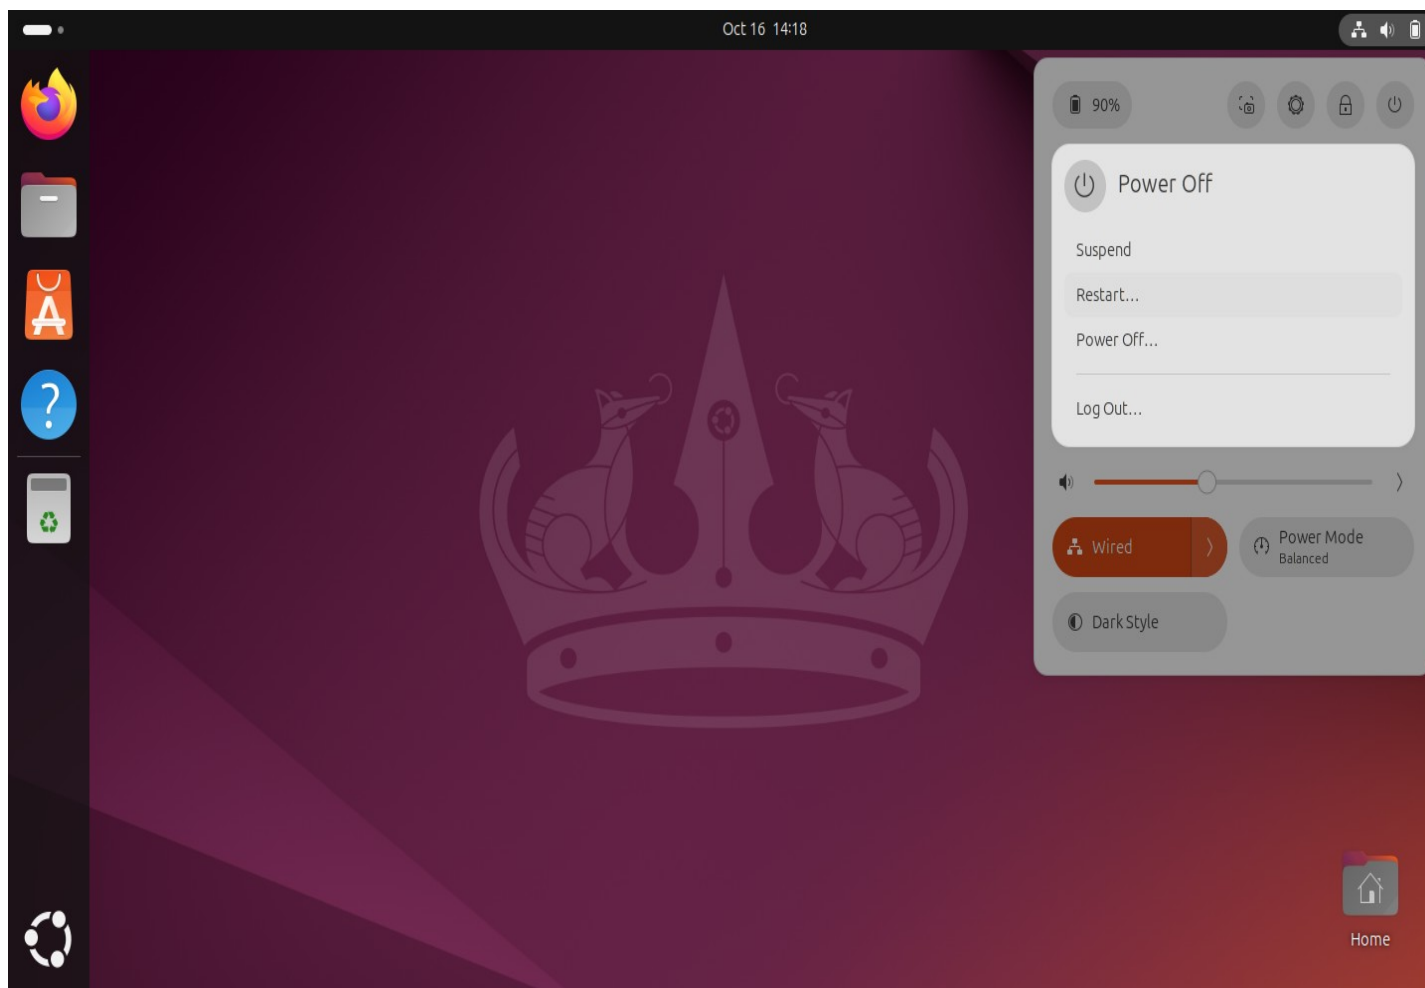 Oct 16 14:18
90%
Power Off
Suspend
Restart...
Power Off...
Log Out...
Wired
Power Mode
Balanced
Dark Style
Home